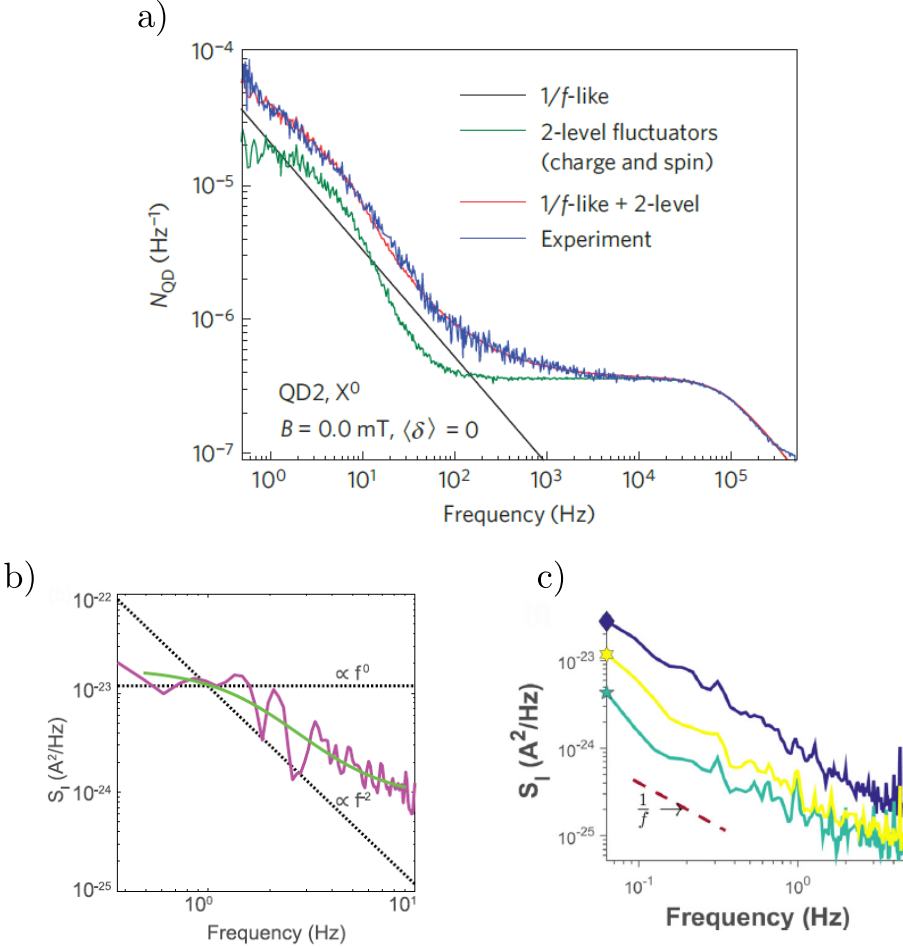 a)
10⁻⁴
10⁻⁵
10⁻⁶
10⁻⁷
N_QD (Hz⁻¹)
1/f-like
2-level fluctuators
(charge and spin)
1/f-like + 2-level
Experiment
QD2, X⁰
B = 0.0 mT, ⟨δ⟩ = 0
10⁰ 10¹ 10² 10³ 10⁴ 10⁵
Frequency (Hz)
b)
10⁻²²
10⁻²³
10⁻²⁴
10⁻²⁵
S_I (A²/Hz)
∝ f⁰
∝ f²
10⁰ 10¹
Frequency (Hz)
c)
10⁻²³
10⁻²⁴
10⁻²⁵
S_I (A²/Hz)
1/f →
10⁻¹ 10⁰
Frequency (Hz)